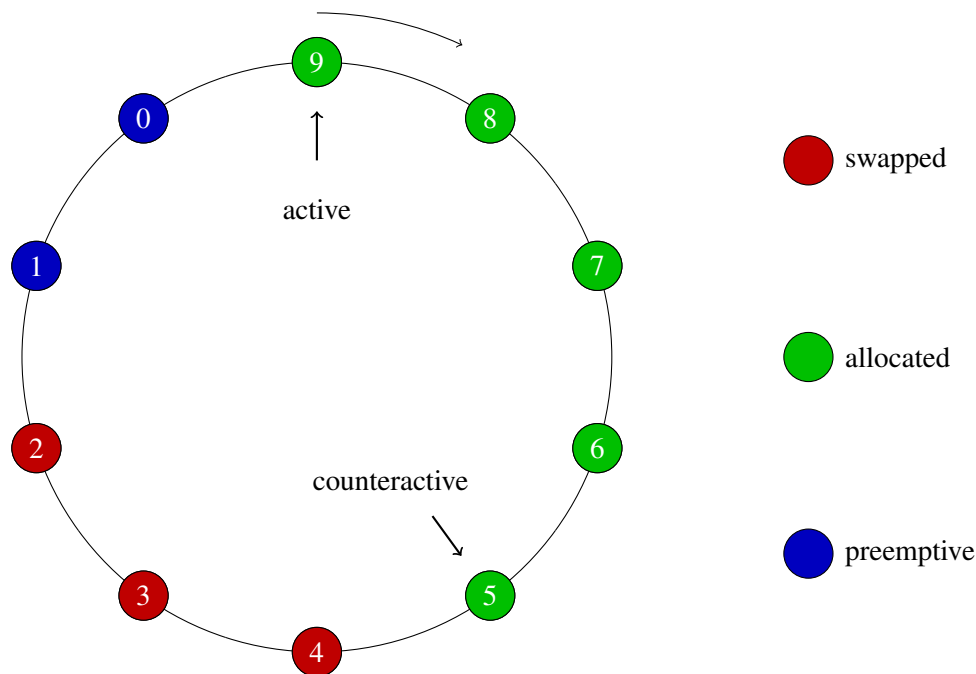 9
0
8
swapped
active
1
7
allocated
2
6
counteractive
preemptive
3
5
4